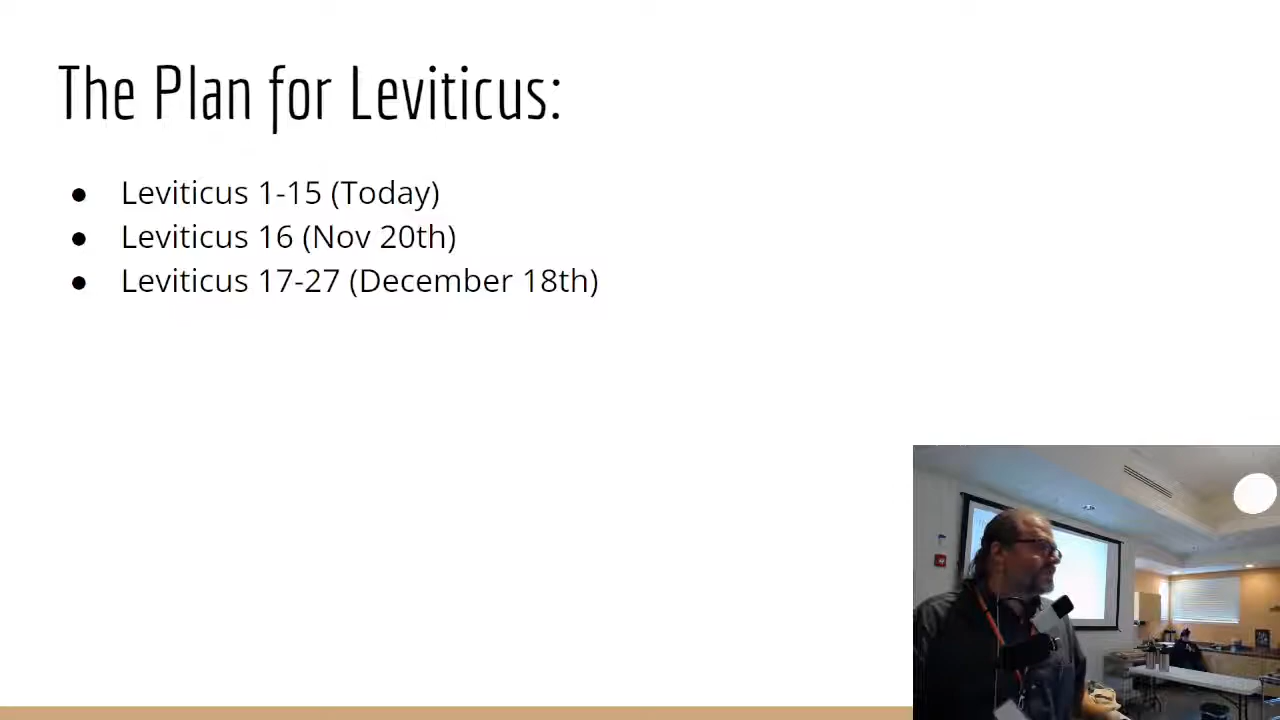 The Plan for Leviticus:
● Leviticus 1-15 (Today)
● Leviticus 16 (Nov 20th)
● Leviticus 17-27 (December 18th)